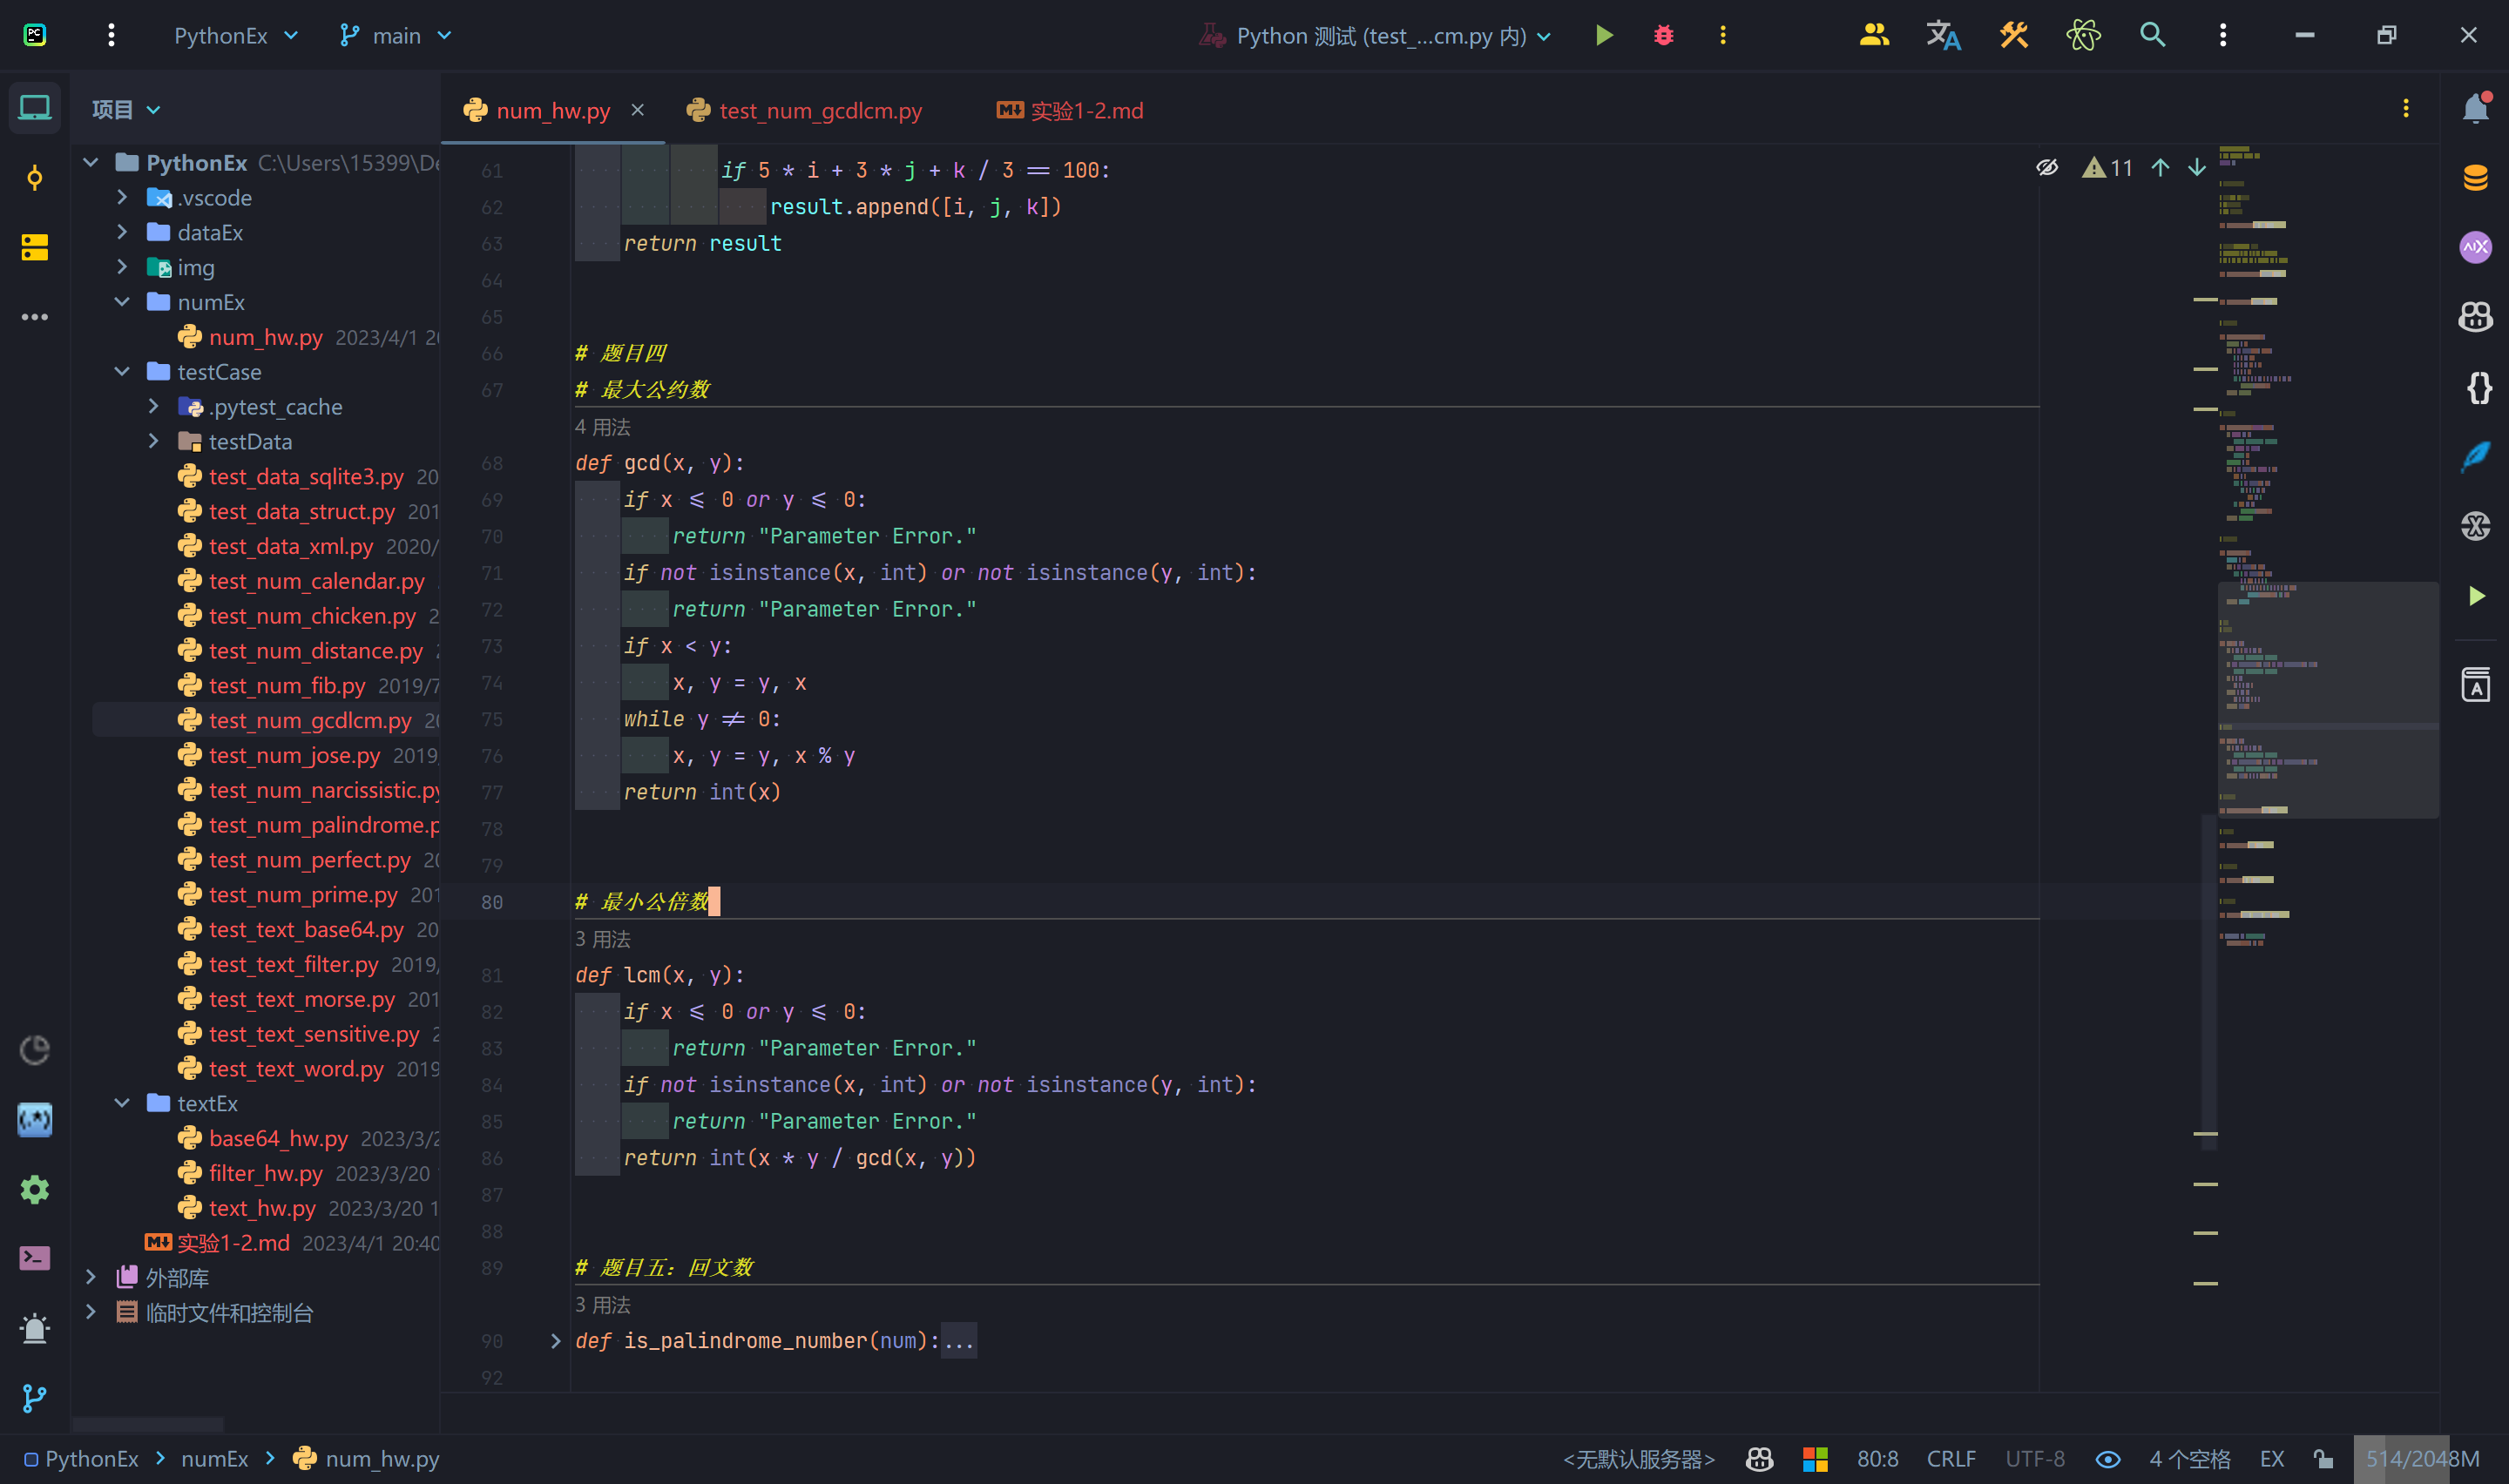 PythonEx
main
Python 测试 (test_...cm.py 内)
项目
num_hw.py
test_num_gcdlcm.py
实验1-2.md
PythonEx C:\Users\15399\De
.vscode
dataEx
img
numEx
num_hw.py 2023/4/1 20
testCase
.pytest_cache
testData
test_data_sqlite3.py 20
test_data_struct.py 201
test_data_xml.py 2020/
test_num_calendar.py
test_num_chicken.py 2
test_num_distance.py
test_num_fib.py 2019/7
test_num_gcdlcm.py 20
test_num_jose.py 2019/
test_num_narcissistic.py
test_num_palindrome.p
test_num_perfect.py 20
test_num_prime.py 201
test_text_base64.py 20
test_text_filter.py 2019/
test_text_morse.py 201
test_text_sensitive.py 2
test_text_word.py 2019
textEx
base64_hw.py 2023/3/2
filter_hw.py 2023/3/20
text_hw.py 2023/3/20 1
实验1-2.md 2023/4/1 20:40
外部库
临时文件和控制台
11
61 if 5 * i + 3 * j + k / 3 == 100:
62 result.append([i, j, k])
63 return result
64
65
66 # 题目四
67 # 最大公约数
4 用法
68 def gcd(x, y):
69 if x <= 0 or y <= 0:
70 return "Parameter Error."
71 if not isinstance(x, int) or not isinstance(y, int):
72 return "Parameter Error."
73 if x < y:
74 x, y = y, x
75 while y != 0:
76 x, y = y, x % y
77 return int(x)
78
79
80 # 最小公倍数
3 用法
81 def lcm(x, y):
82 if x <= 0 or y <= 0:
83 return "Parameter Error."
84 if not isinstance(x, int) or not isinstance(y, int):
85 return "Parameter Error."
86 return int(x * y / gcd(x, y))
87
88
89 # 题目五：回文数
3 用法
90 def is_palindrome_number(num):...
92
PythonEx > numEx > num_hw.py
<无默认服务器>
80:8
CRLF
UTF-8
4 个空格
EX
514/2048M